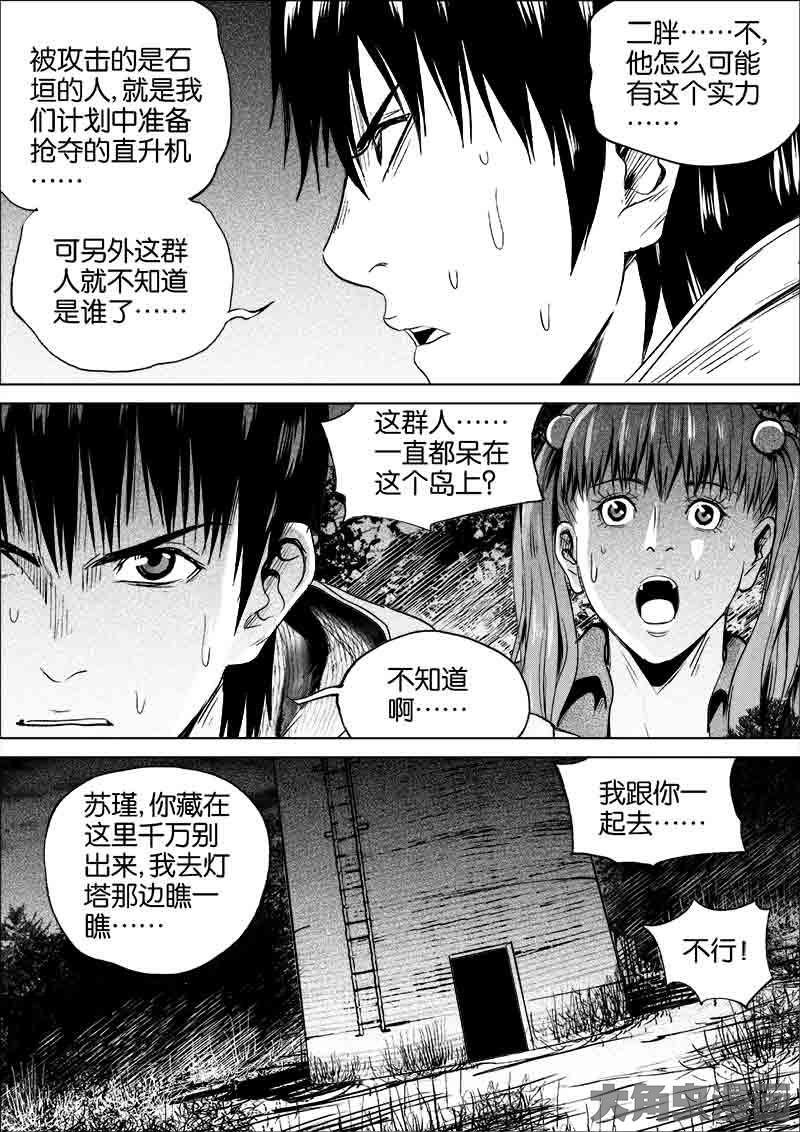 二胖……不,
他怎么可能
有这个实力
……
被攻击的是石
垣的人,就是我
们计划中准备
抢夺的直升机
……
可另外这群
人就不知道
是谁了……
这群人……
一直都呆在
这个岛上?
不知道
啊……
苏瑾,你藏在
这里千万别
出来,我去灯
塔那边瞧一
瞧……
我跟你一
起去……
不行!
大角虫漫画